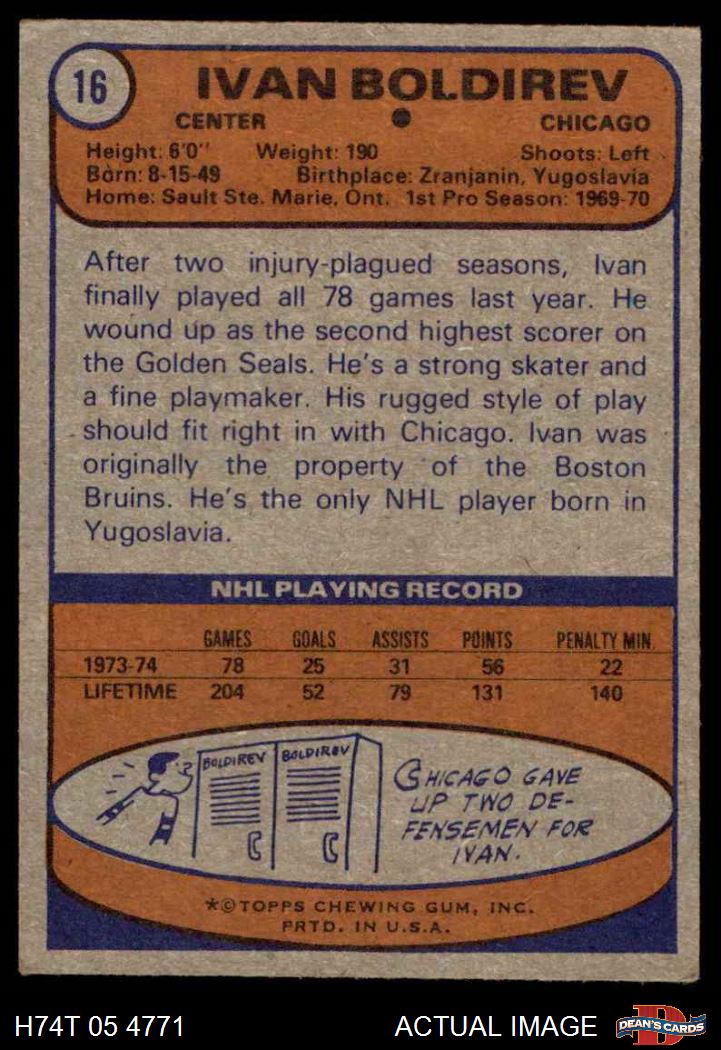 16
IVAN BOLDIREV
CENTER
CHICAGO
Height: 6'0" Weight: 190 Shoots: Left
Born: 8-15-49 Birthplace: Zranjanin, Yugoslavia
Home: Sault Ste. Marie, Ont. 1st Pro Season: 1969-70
After two injury-plagued seasons, Ivan
finally played all 78 games last year. He
wound up as the second highest scorer on
the Golden Seals. He's a strong skater and
a fine playmaker. His rugged style of play
should fit right in with Chicago. Ivan was
originally the property of the Boston
Bruins. He's the only NHL player born in
Yugoslavia.
NHL PLAYING RECORD
GAMES GOALS ASSISTS POINTS PENALTY MIN.
1973-74 78 25 31 56 22
LIFETIME 204 52 79 131 140
BOLDIREV BOLDIREV
CHICAGO GAVE
UP TWO DE-
FENSEMEN FOR
IVAN.
*©TOPPS CHEWING GUM, INC.
PRTD. IN U.S.A.
H74T 05 4771 ACTUAL IMAGE
D
DEAN'S CARDS